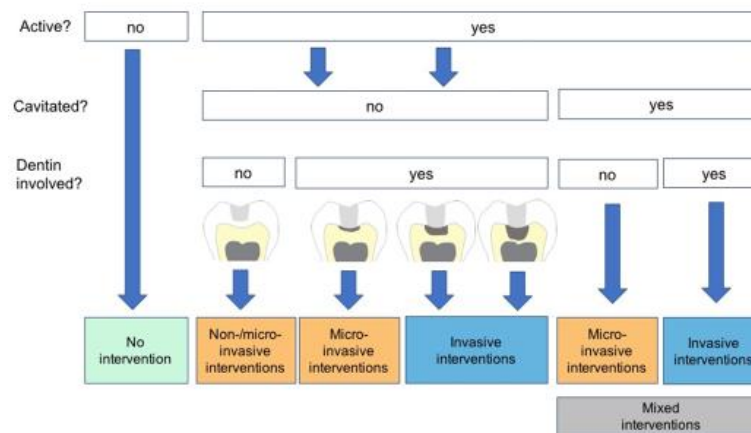 Active?
no
yes
Cavitated?
no
yes
Dentin
involved?
no
yes
no
yes
No
intervention
Non-/micro-
invasive
interventions
Micro-
invasive
interventions
Invasive
interventions
Micro-
invasive
interventions
Invasive
interventions
Mixed
interventions